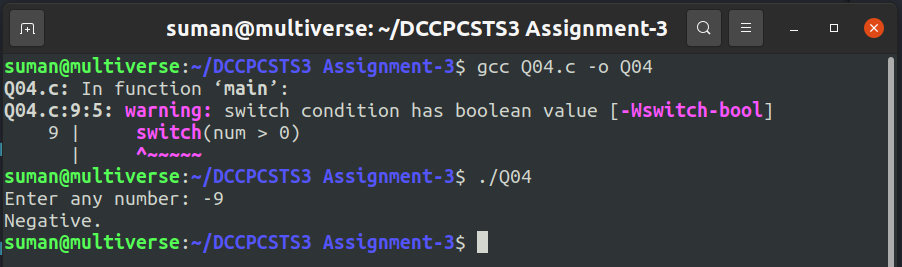 suman@multiverse: ~/DCCPCSTS3 Assignment-3
suman@multiverse:~/DCCPCSTS3 Assignment-3$ gcc Q04.c -o Q04
Q04.c: In function ‘main’:
Q04.c:9:5: warning: switch condition has boolean value [-Wswitch-bool]
    9 |     switch(num > 0)
      |     ^~~~~~
suman@multiverse:~/DCCPCSTS3 Assignment-3$ ./Q04
Enter any number: -9
Negative.
suman@multiverse:~/DCCPCSTS3 Assignment-3$